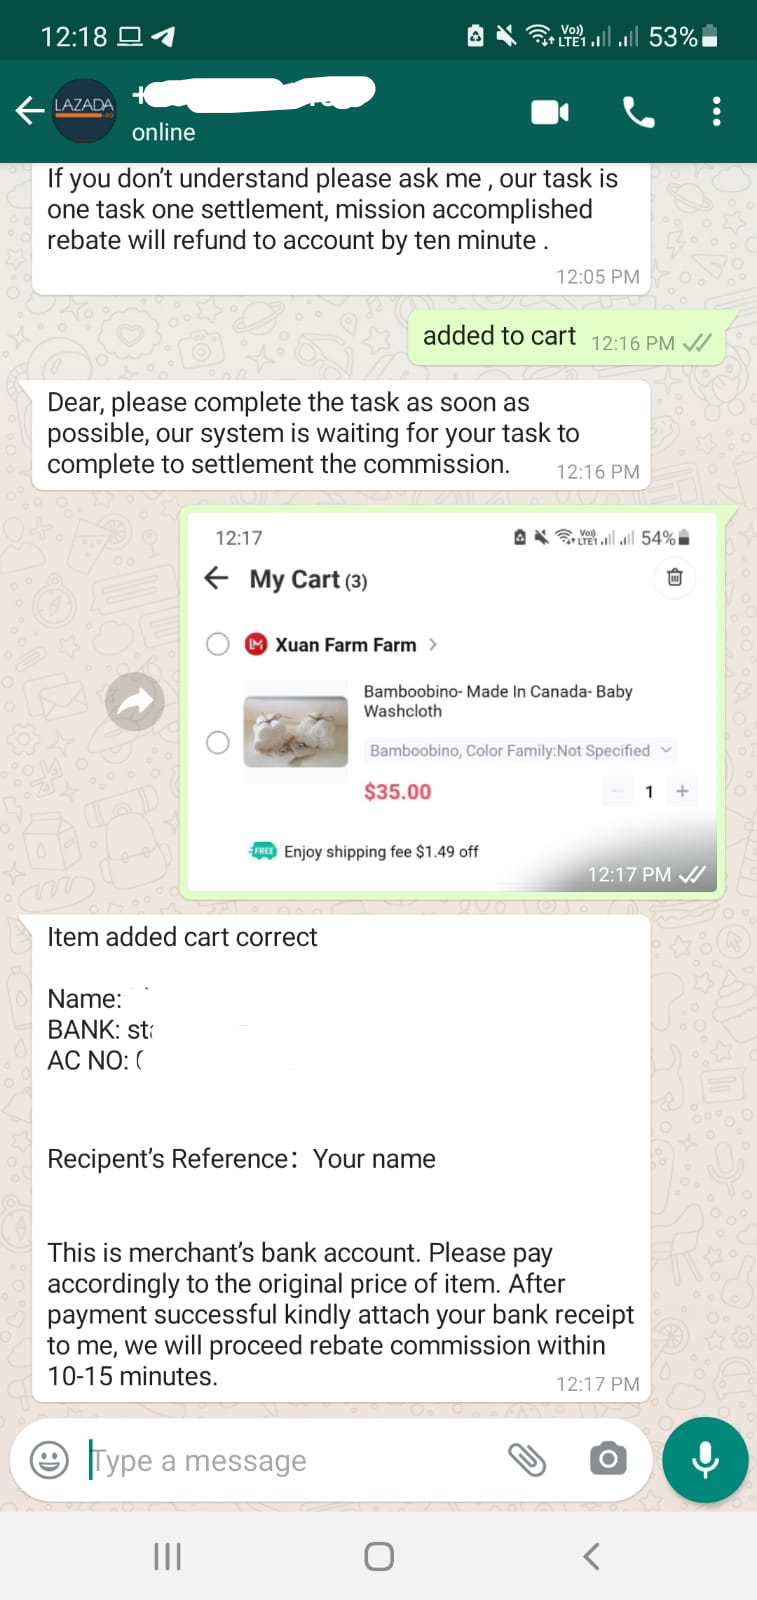 12:18
Vo)) LTE1 53%
LAZADA
+
online
If you don't understand please ask me , our task is
one task one settlement, mission accomplished
rebate will refund to account by ten minute .
12:05 PM
added to cart 12:16 PM
Dear, please complete the task as soon as
possible, our system is waiting for your task to
complete to settlement the commission. 12:16 PM
12:17
Vo)) LTE1 54%
My Cart (3)
LM Xuan Farm Farm
Bamboobino- Made In Canada- Baby
Washcloth
Bamboobino, Color Family:Not Specified
$35.00 - 1 +
FREE Enjoy shipping fee $1.49 off
12:17 PM
Item added cart correct
Name:
BANK: sta
AC NO: (
Recipent's Reference: Your name
This is merchant's bank account. Please pay
accordingly to the original price of item. After
payment successful kindly attach your bank receipt
to me, we will proceed rebate commission within
10-15 minutes.
12:17 PM
Type a message